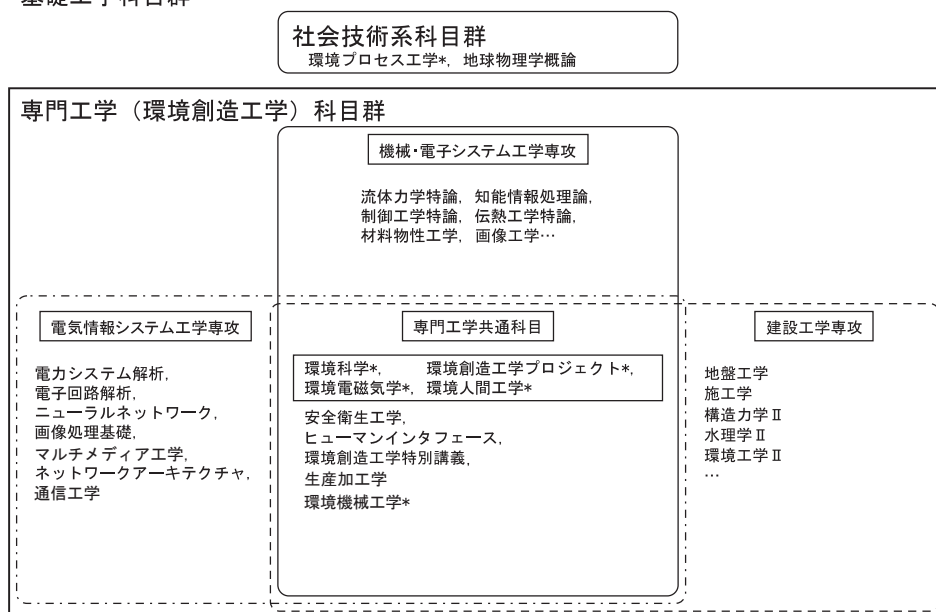 社会技術系科目群
環境プロセス工学*，地球物理学概論
専門工学（環境創造工学）科目群
機械・電子システム工学専攻
流体力学特論，知能情報処理論，
制御工学特論，伝熱工学特論，
材料物性工学，画像工学…
電気情報システム工学専攻
電力システム解析，
電子回路解析，
ニューラルネットワーク，
画像処理基礎，
マルチメディア工学，
ネットワークアーキテクチャ，
通信工学
専門工学共通科目
環境科学*， 環境創造工学プロジェクト*，
環境電磁気学*，環境人間工学*
安全衛生工学，
ヒューマンインタフェース，
環境創造工学特別講義，
生産加工学
環境機械工学*
建設工学専攻
地盤工学
施工学
構造力学Ⅱ
水理学Ⅱ
環境工学Ⅱ
…